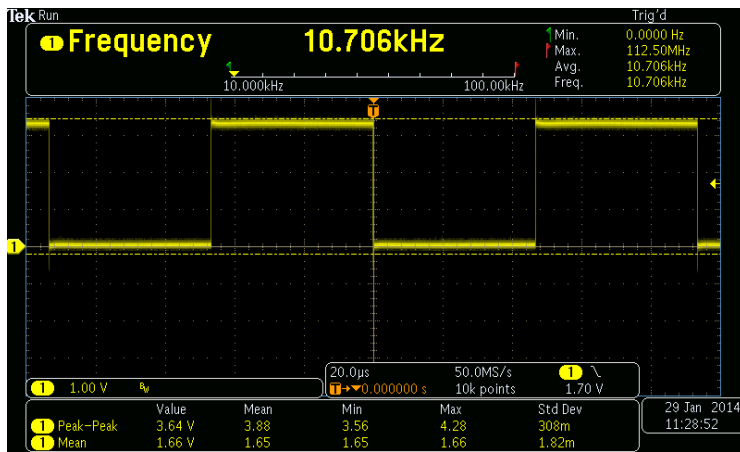 Tek Run Trig'd
1 Frequency 10.706kHz
Min. 0.0000 Hz
Max. 112.50MHz
Avg. 10.706kHz
Freq. 10.706kHz
10.000kHz 100.00kHz
T
1
20.0µs 50.0MS/s 1
1 1.00 V BW T→▼0.000000 s 10k points 1.70 V
Value Mean Min Max Std Dev
1 Peak-Peak 3.64 V 3.88 3.56 4.28 308m
1 Mean 1.66 V 1.65 1.65 1.66 1.82m
29 Jan 2014
11:28:52